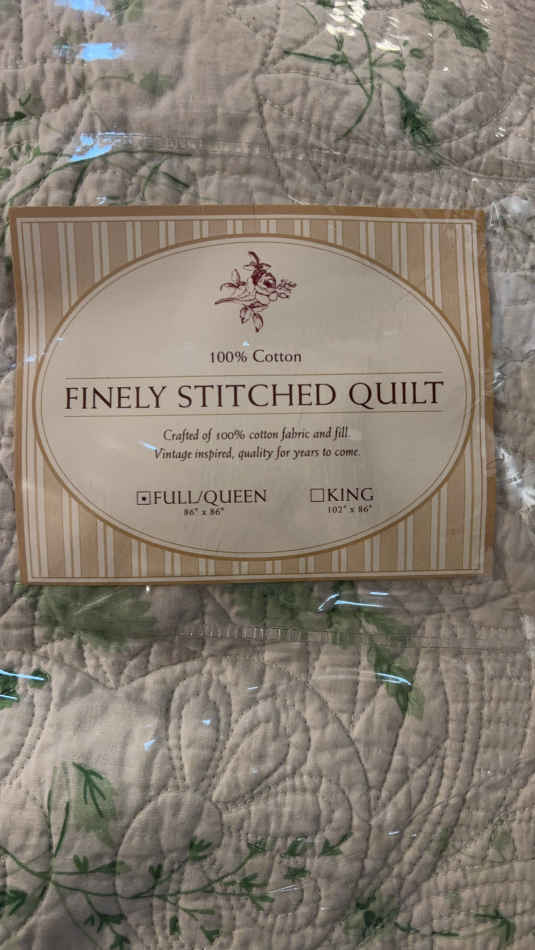 100% Cotton
FINELY STITCHED QUILT
Crafted of 100% cotton fabric and fill.
Vintage inspired, quality for years to come.
FULL/QUEEN KING
86" x 86" 102" x 86"